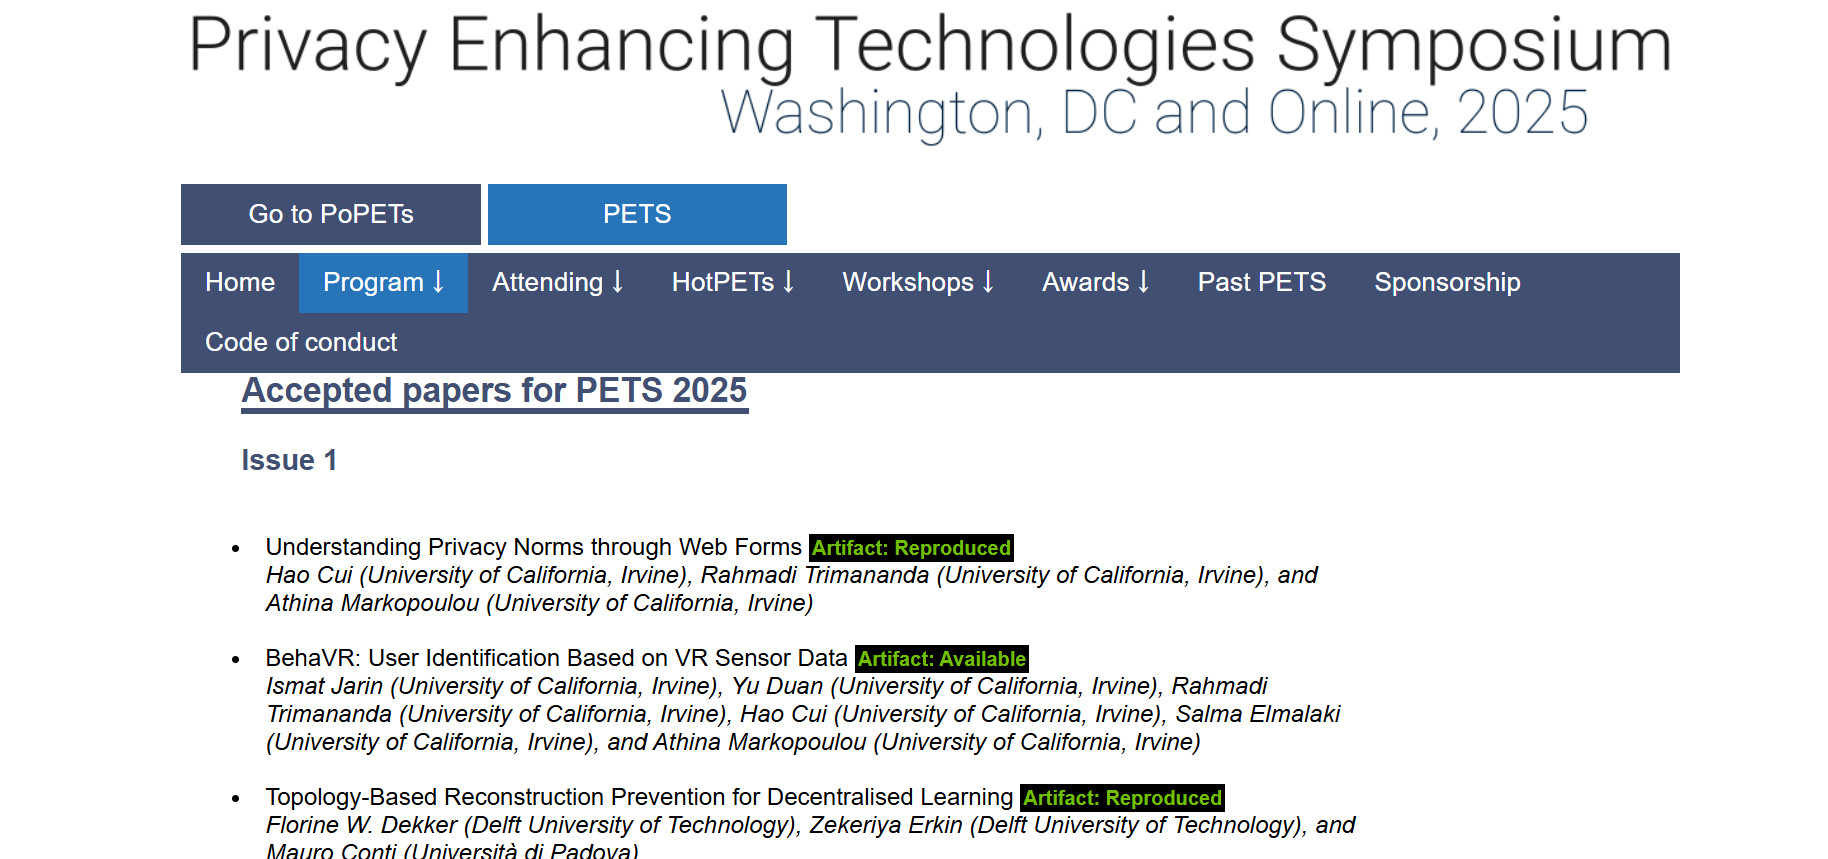 Privacy Enhancing Technologies Symposium
Washington, DC and Online, 2025
Go to PoPETs PETS
Home Program ↓ Attending ↓ HotPETs ↓ Workshops ↓ Awards ↓ Past PETS Sponsorship
Code of conduct
Accepted papers for PETS 2025
Issue 1
• Understanding Privacy Norms through Web Forms Artifact: Reproduced
Hao Cui (University of California, Irvine), Rahmadi Trimananda (University of California, Irvine), and
Athina Markopoulou (University of California, Irvine)
• BehaVR: User Identification Based on VR Sensor Data Artifact: Available
Ismat Jarin (University of California, Irvine), Yu Duan (University of California, Irvine), Rahmadi
Trimananda (University of California, Irvine), Hao Cui (University of California, Irvine), Salma Elmalaki
(University of California, Irvine), and Athina Markopoulou (University of California, Irvine)
• Topology-Based Reconstruction Prevention for Decentralised Learning Artifact: Reproduced
Florine W. Dekker (Delft University of Technology), Zekeriya Erkin (Delft University of Technology), and
Mauro Conti (Università di Padova)